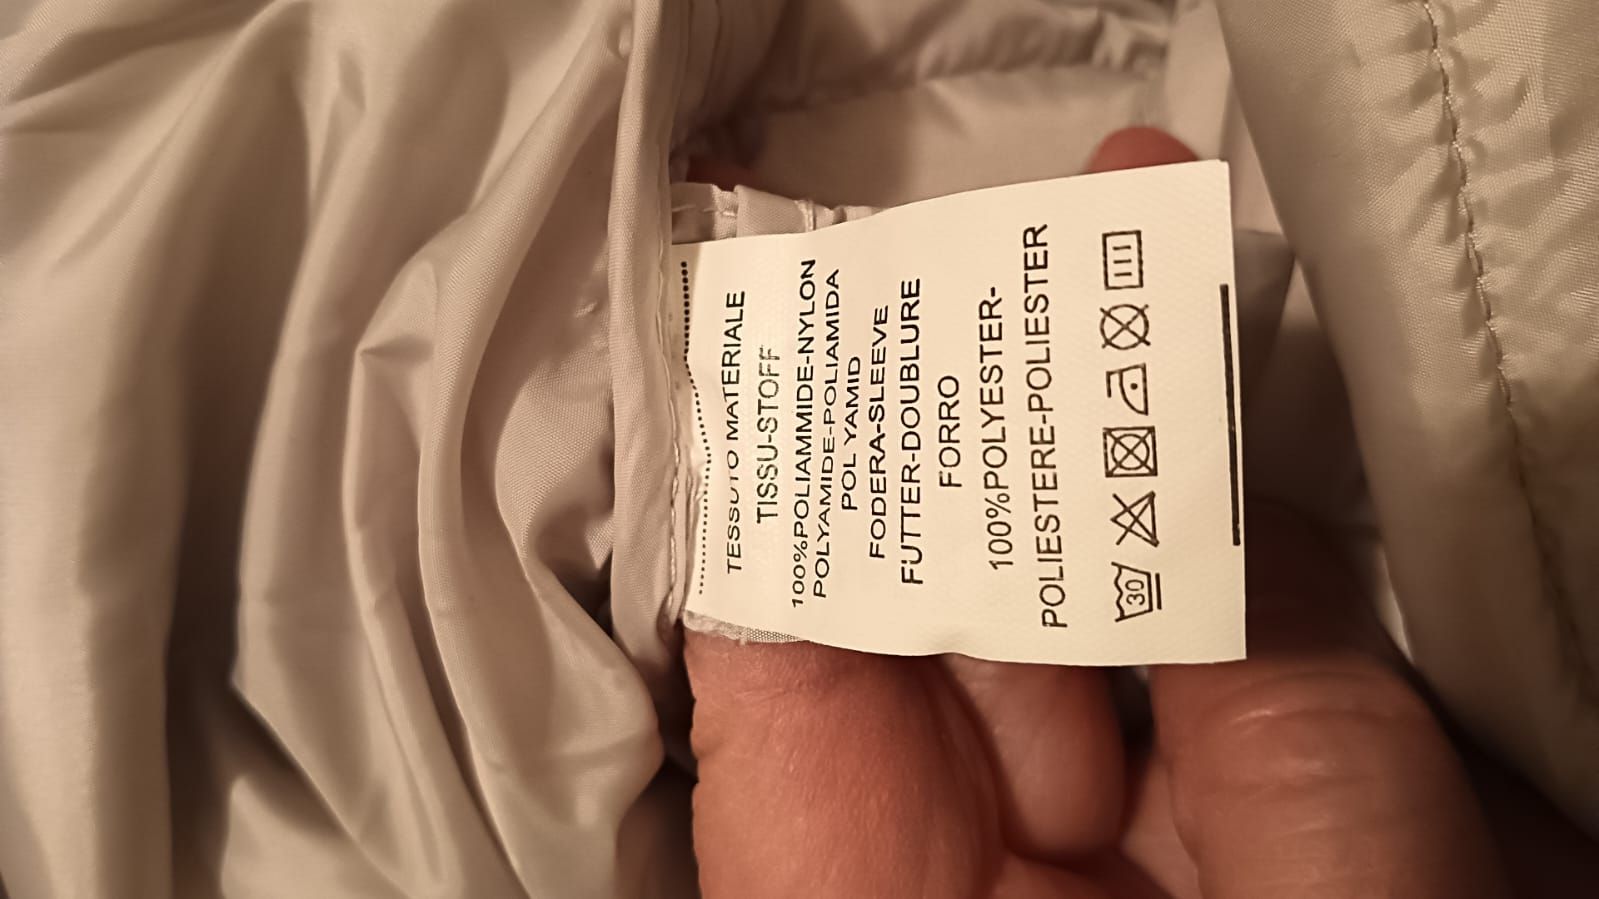 TESSUTO MATERIALE
TISSU-STOFF
100%POLIAMMIDE-NYLON
POLYAMIDE-POLIAMIDA
POL YAMID
FODERA-SLEEVE
FUTTER-DOUBLURE
FORRO
100%POLYESTER-
POLIESTERE-POLIESTER
30